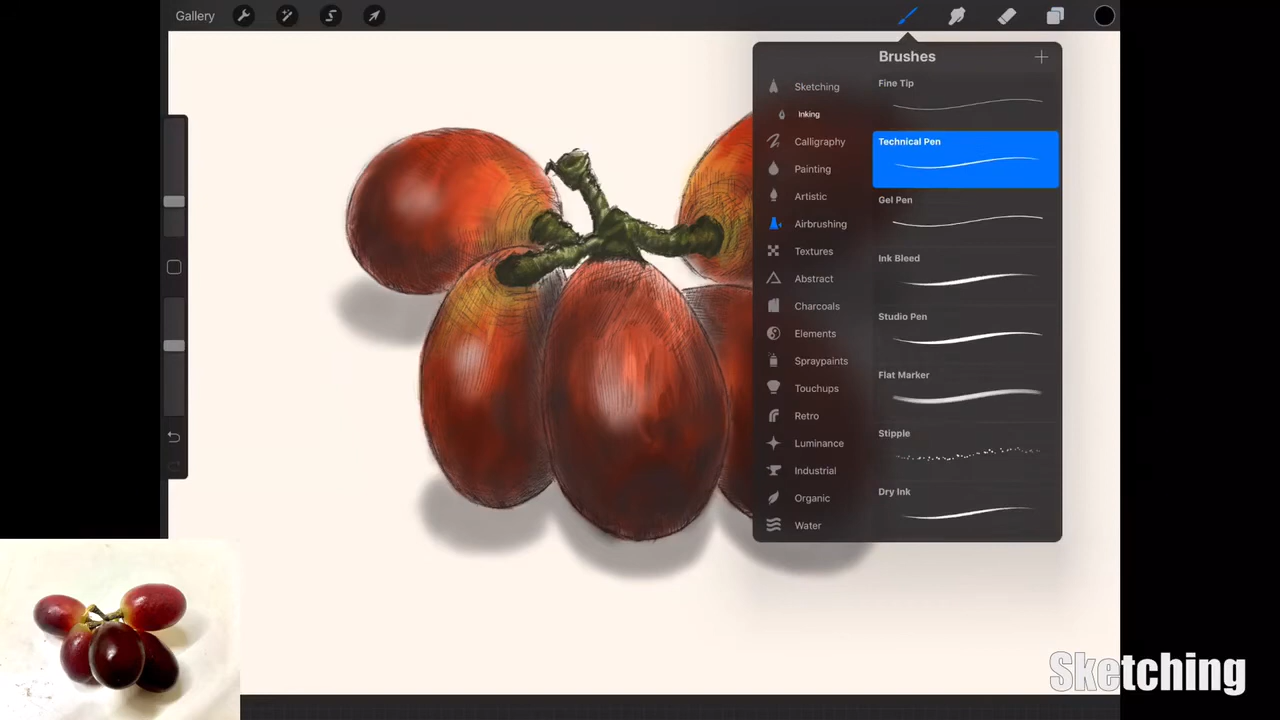 Gallery
Brushes
Sketching
Inking
Calligraphy
Painting
Artistic
Airbrushing
Textures
Abstract
Charcoals
Elements
Spraypaints
Touchups
Retro
Luminance
Industrial
Organic
Water
Fine Tip
Technical Pen
Gel Pen
Ink Bleed
Studio Pen
Flat Marker
Stipple
Dry Ink
Sketching